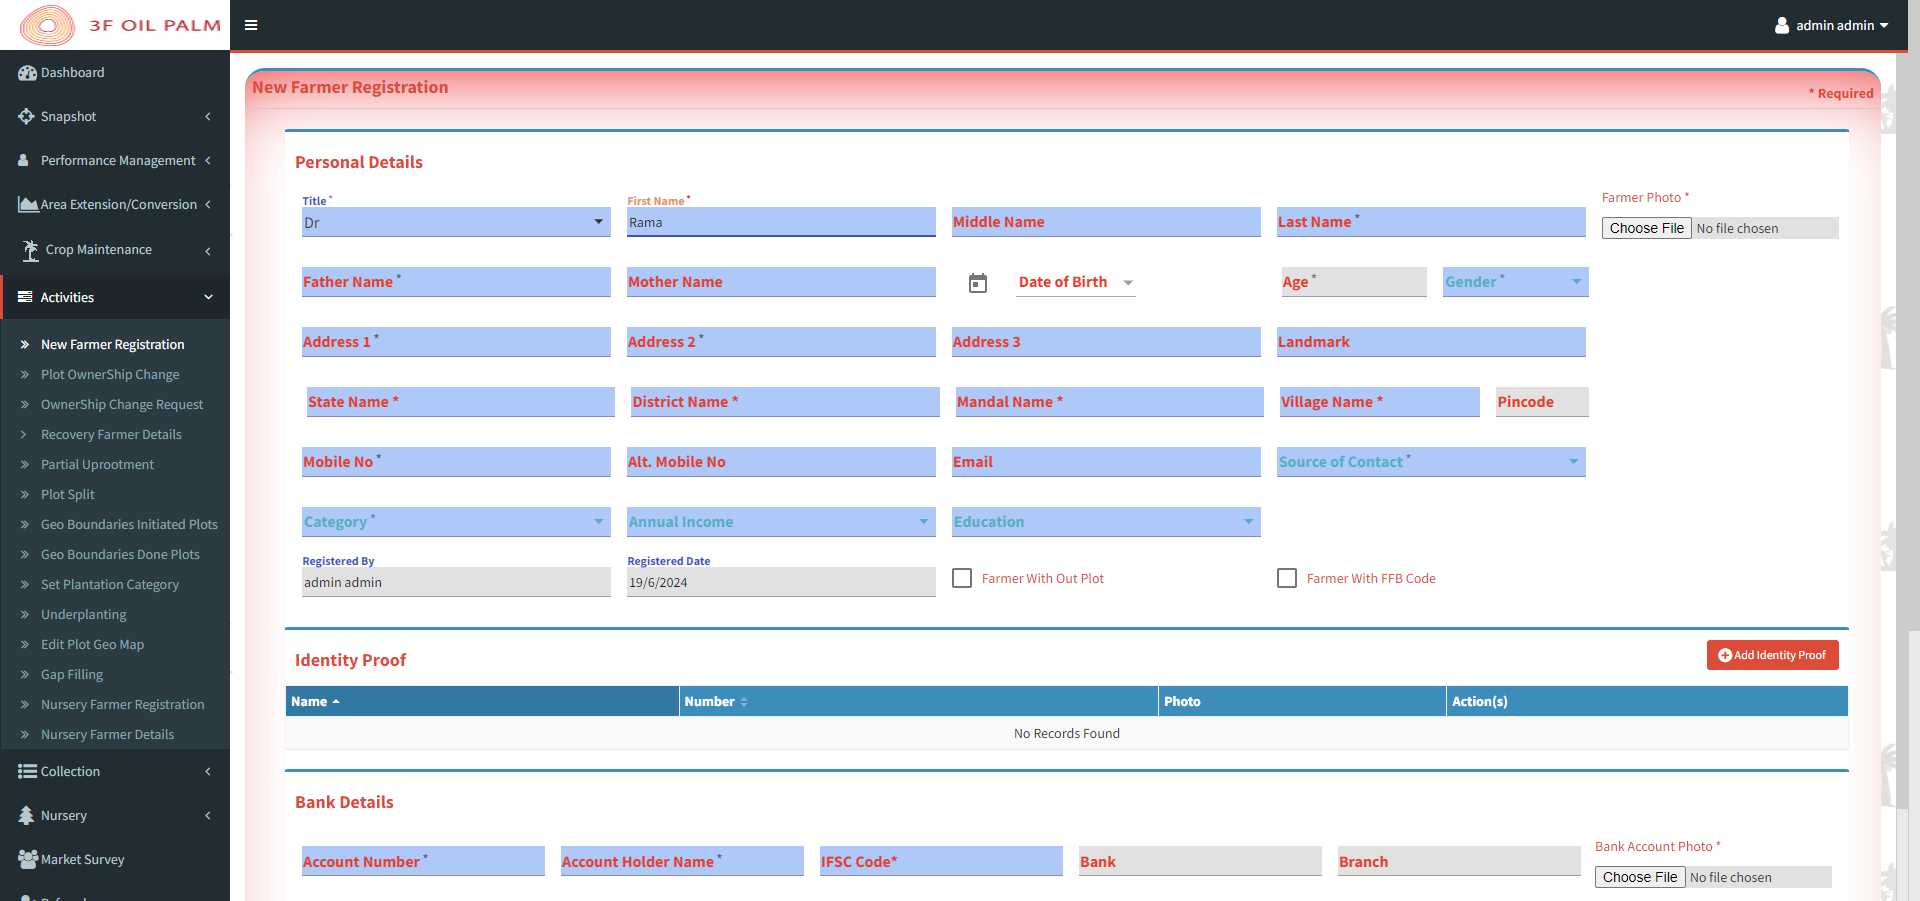 3F OIL PALM
admin admin
Dashboard
Snapshot
Performance Management
Area Extension/Conversion
Crop Maintenance
Activities
New Farmer Registration
Plot OwnerShip Change
OwnerShip Change Request
Recovery Farmer Details
Partial Uprootment
Plot Split
Geo Boundaries Initiated Plots
Geo Boundaries Done Plots
Set Plantation Category
Underplanting
Edit Plot Geo Map
Gap Filling
Nursery Farmer Registration
Nursery Farmer Details
Collection
Nursery
Market Survey
New Farmer Registration
* Required
Personal Details
Title *
Dr
First Name *
Rama
Middle Name
Last Name *
Farmer Photo *
Choose File No file chosen
Father Name *
Mother Name
Date of Birth
Age *
Gender *
Address 1 *
Address 2 *
Address 3
Landmark
State Name *
District Name *
Mandal Name *
Village Name *
Pincode
Mobile No *
Alt. Mobile No
Email
Source of Contact *
Category *
Annual Income
Education
Registered By
admin admin
Registered Date
19/6/2024
Farmer With Out Plot
Farmer With FFB Code
Identity Proof
Add Identity Proof
Name
Number
Photo
Action(s)
No Records Found
Bank Details
Account Number *
Account Holder Name *
IFSC Code*
Bank
Branch
Bank Account Photo *
Choose File No file chosen